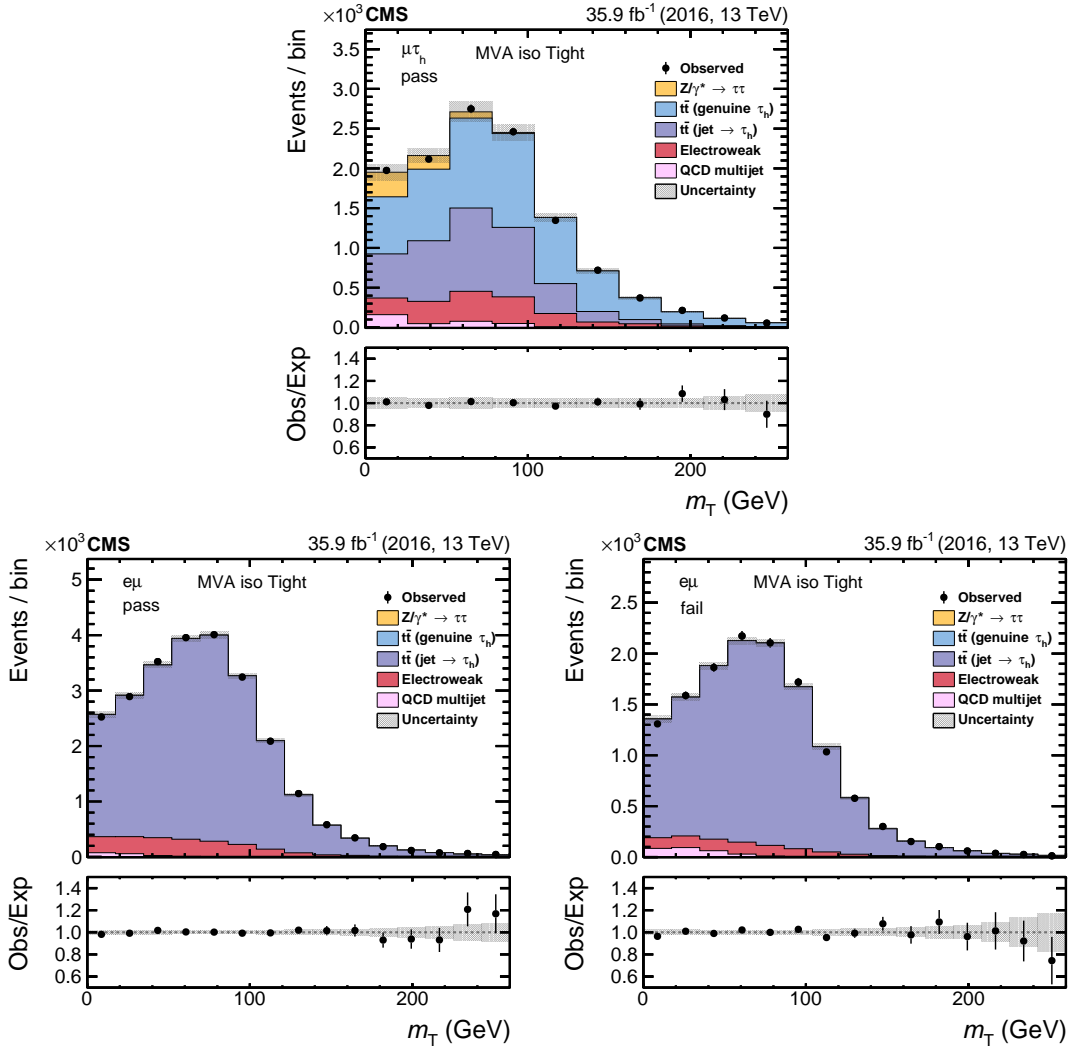 ×10³ CMS 35.9 fb⁻¹ (2016, 13 TeV)
Events / bin
μτₕ
pass
MVA iso Tight
Observed
Z/γ* → ττ
tt̄ (genuine τₕ)
tt̄ (jet → τₕ)
Electroweak
QCD multijet
Uncertainty
3.5
3.0
2.5
2.0
1.5
1.0
0.5
0.0
Obs/Exp
1.4
1.2
1.0
0.8
0.6
0 100 200
m_T (GeV)
×10³ CMS 35.9 fb⁻¹ (2016, 13 TeV)
Events / bin
eμ
pass
MVA iso Tight
Observed
Z/γ* → ττ
tt̄ (genuine τₕ)
tt̄ (jet → τₕ)
Electroweak
QCD multijet
Uncertainty
5
4
3
2
1
0
Obs/Exp
1.4
1.2
1.0
0.8
0.6
0 100 200
m_T (GeV)
×10³ CMS 35.9 fb⁻¹ (2016, 13 TeV)
Events / bin
eμ
fail
MVA iso Tight
Observed
Z/γ* → ττ
tt̄ (genuine τₕ)
tt̄ (jet → τₕ)
Electroweak
QCD multijet
Uncertainty
2.5
2.0
1.5
1.0
0.5
0.0
Obs/Exp
1.4
1.2
1.0
0.8
0.6
0 100 200
m_T (GeV)